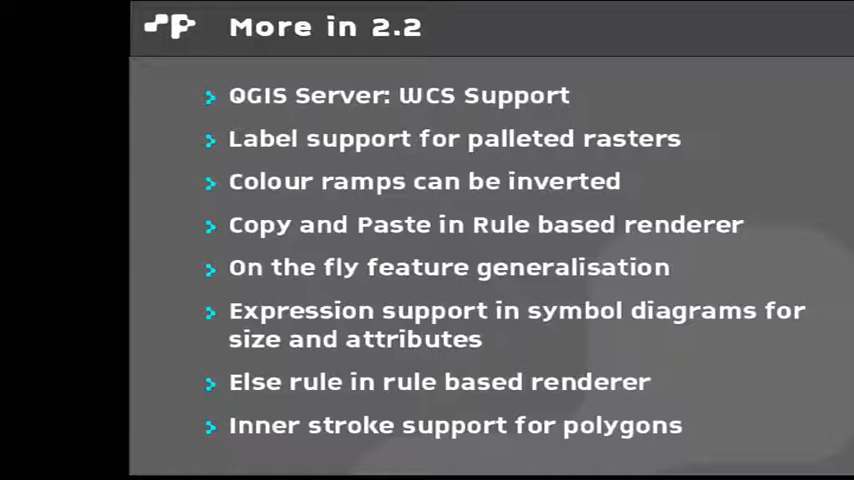 More in 2.2
QGIS Server: WCS Support
Label support for palleted rasters
Colour ramps can be inverted
Copy and Paste in Rule based renderer
On the fly feature generalisation
Expression support in symbol diagrams for
size and attributes
Else rule in rule based renderer
Inner stroke support for polygons